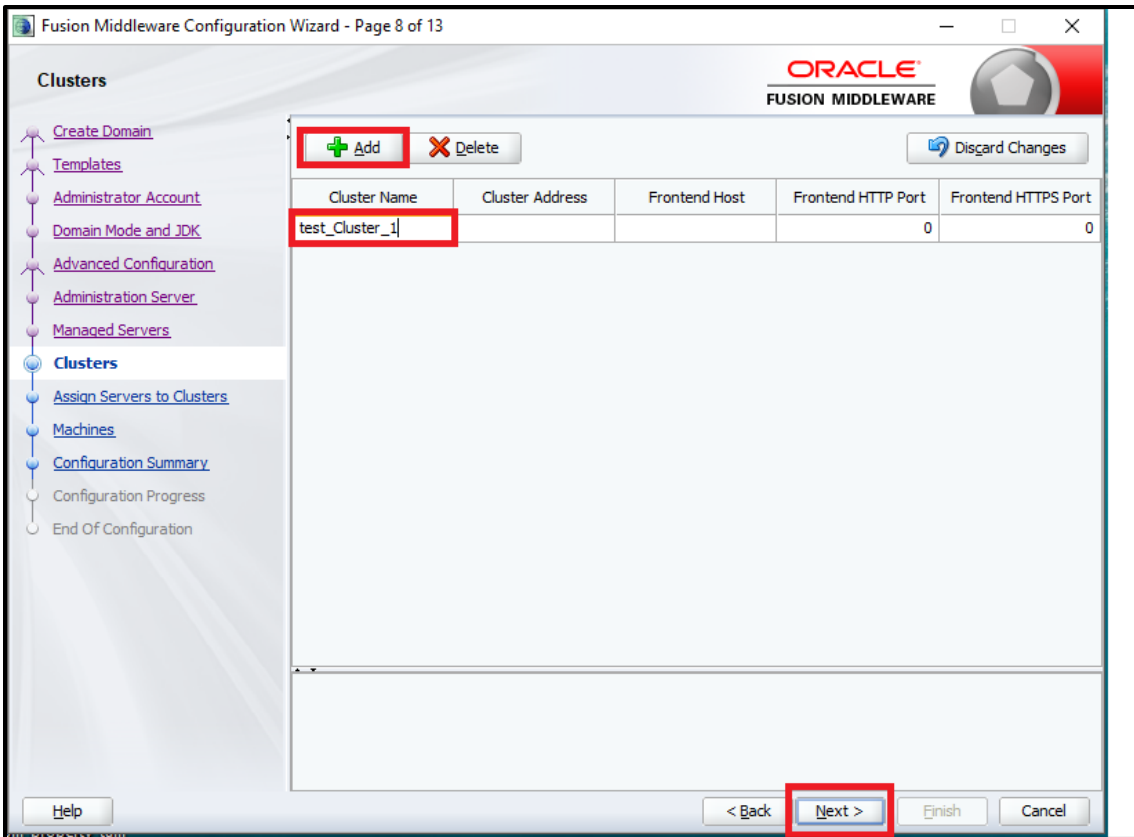 Fusion Middleware Configuration Wizard - Page 8 of 13
Clusters
ORACLE
FUSION MIDDLEWARE
Create Domain
Templates
Administrator Account
Domain Mode and JDK
Advanced Configuration
Administration Server
Managed Servers
Clusters
Assign Servers to Clusters
Machines
Configuration Summary
Configuration Progress
End Of Configuration
Add Delete Discard Changes
Cluster Name Cluster Address Frontend Host Frontend HTTP Port Frontend HTTPS Port
test_Cluster_1 0 0
Help < Back Next > Finish Cancel